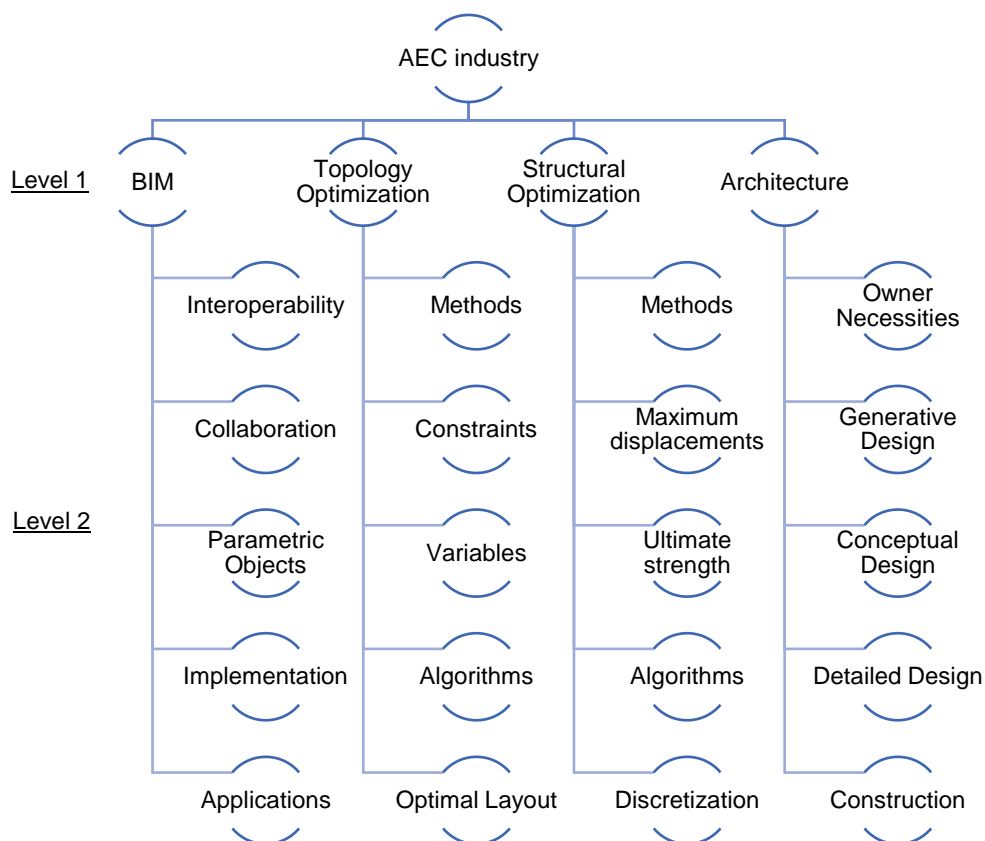 AEC industry
Level 1
BIM
Topology
Optimization
Structural
Optimization
Architecture
Interoperability
Methods
Methods
Owner
Necessities
Collaboration
Constraints
Maximum
displacements
Generative
Design
Level 2
Parametric
Objects
Variables
Ultimate
strength
Conceptual
Design
Implementation
Algorithms
Algorithms
Detailed Design
Applications
Optimal Layout
Discretization
Construction